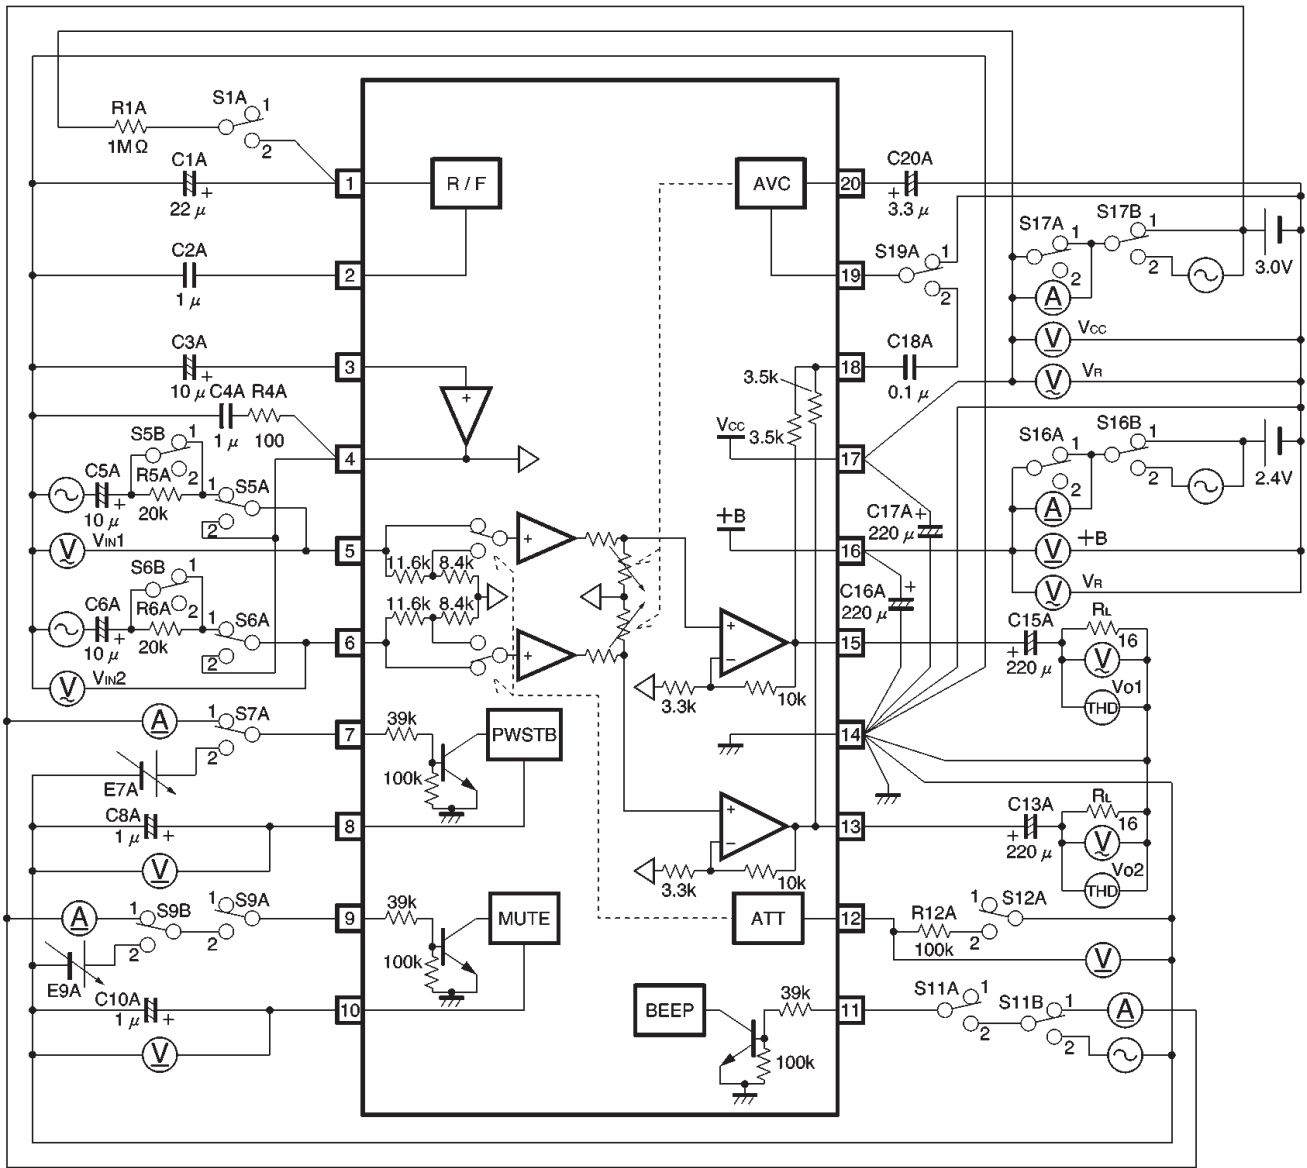 R1A
1MΩ
S1A
1
2
C1A
+
22 μ
1
R / F
AVC
20
C20A
+
3.3 μ
S17A
1
2
S17B
1
2
3.0V
C2A
1 μ
2
19
S19A
1
2
A
Vcc
V
C3A
10 μ +
3
+
3.5k
3.5k
18
C18A
0.1 μ
VR
V
C4A
1 μ
R4A
100
4
Vcc
17
S16A
1
2
S16B
1
2
2.4V
S5B
1
2
C5A
10 μ +
R5A
20k
1
S5A
2
C17A +
220 μ
A
VIN1
V
5
+
+B
16
V
+B
11.6k
8.4k
S6B
1
2
C6A
10 μ +
R6A
20k
1
S6A
2
11.6k
8.4k
C16A
+
220 μ
V
VR
VIN2
V
6
+
+
−
3.3k
10k
15
C15A
+
220 μ
RL
16
V
Vo1
THD
A
1
S7A
2
E7A
7
39k
100k
PWSTB
14
C8A
1 μ +
8
V
+
−
3.3k
10k
13
C13A
+
220 μ
RL
16
V
Vo2
THD
A
1
S9B
2
1
S9A
2
E9A
9
39k
100k
MUTE
ATT
12
R12A
100k
1
S12A
2
V
C10A
1 μ +
10
V
BEEP
39k
100k
11
S11A
1
2
S11B
1
2
A